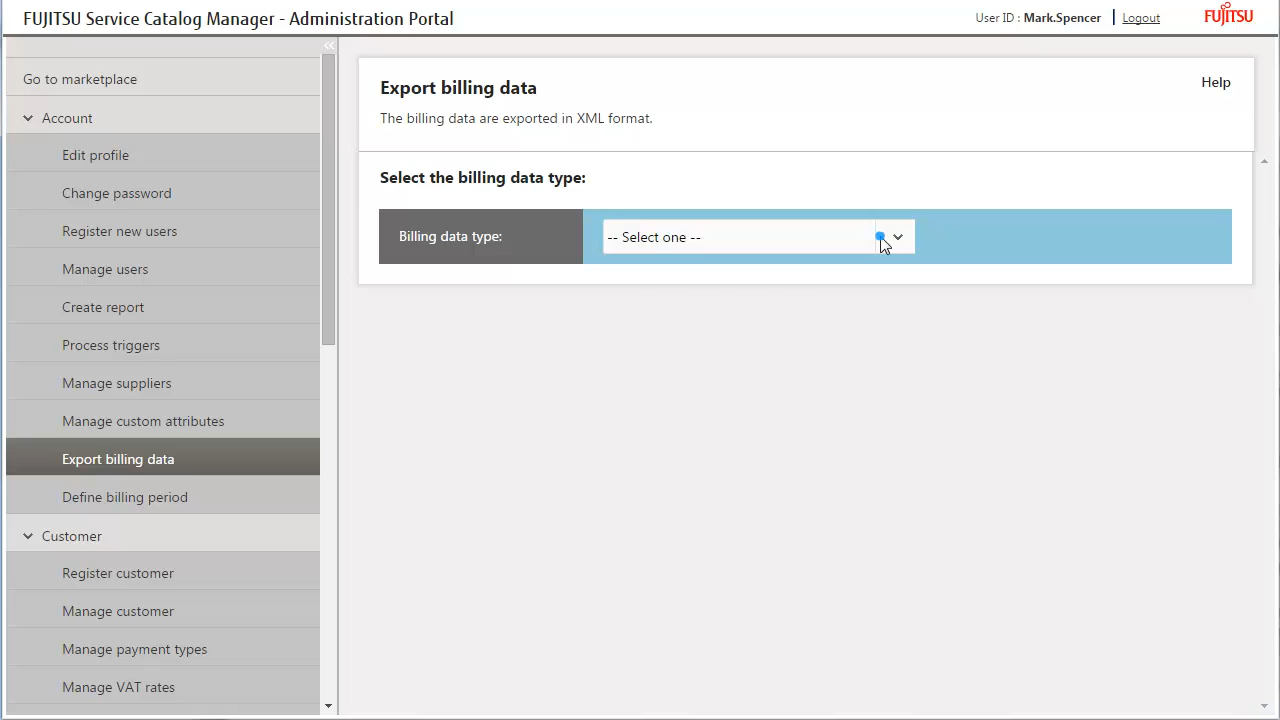 FUJITSU Service Catalog Manager - Administration Portal
User ID : Mark.Spencer
Logout
FUJITSU
Go to marketplace
Account
Edit profile
Change password
Register new users
Manage users
Create report
Process triggers
Manage suppliers
Manage custom attributes
Export billing data
Define billing period
Customer
Register customer
Manage customer
Manage payment types
Manage VAT rates
Export billing data
Help
The billing data are exported in XML format.
Select the billing data type:
Billing data type:
-- Select one --